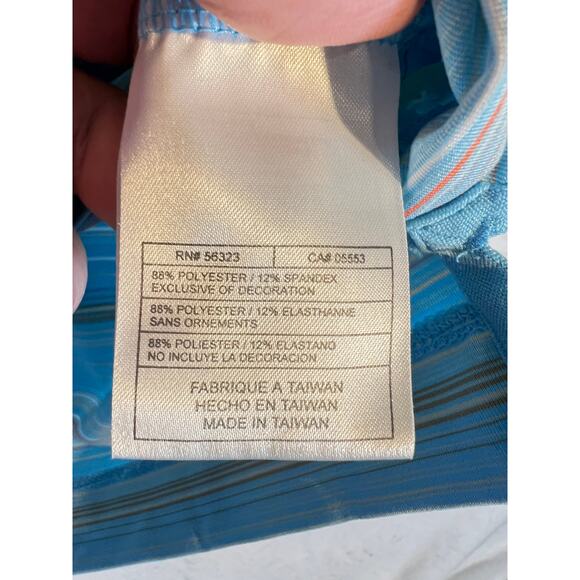 RN# 56323 CA# 05553
88% POLYESTER / 12% SPANDEX
EXCLUSIVE OF DECORATION
88% POLYESTER / 12% ELASTHANNE
SANS ORNEMENTS
88% POLIESTER / 12% ELASTANO
NO INCLUYE LA DECORACION
FABRIQUE A TAIWAN
HECHO EN TAIWAN
MADE IN TAIWAN